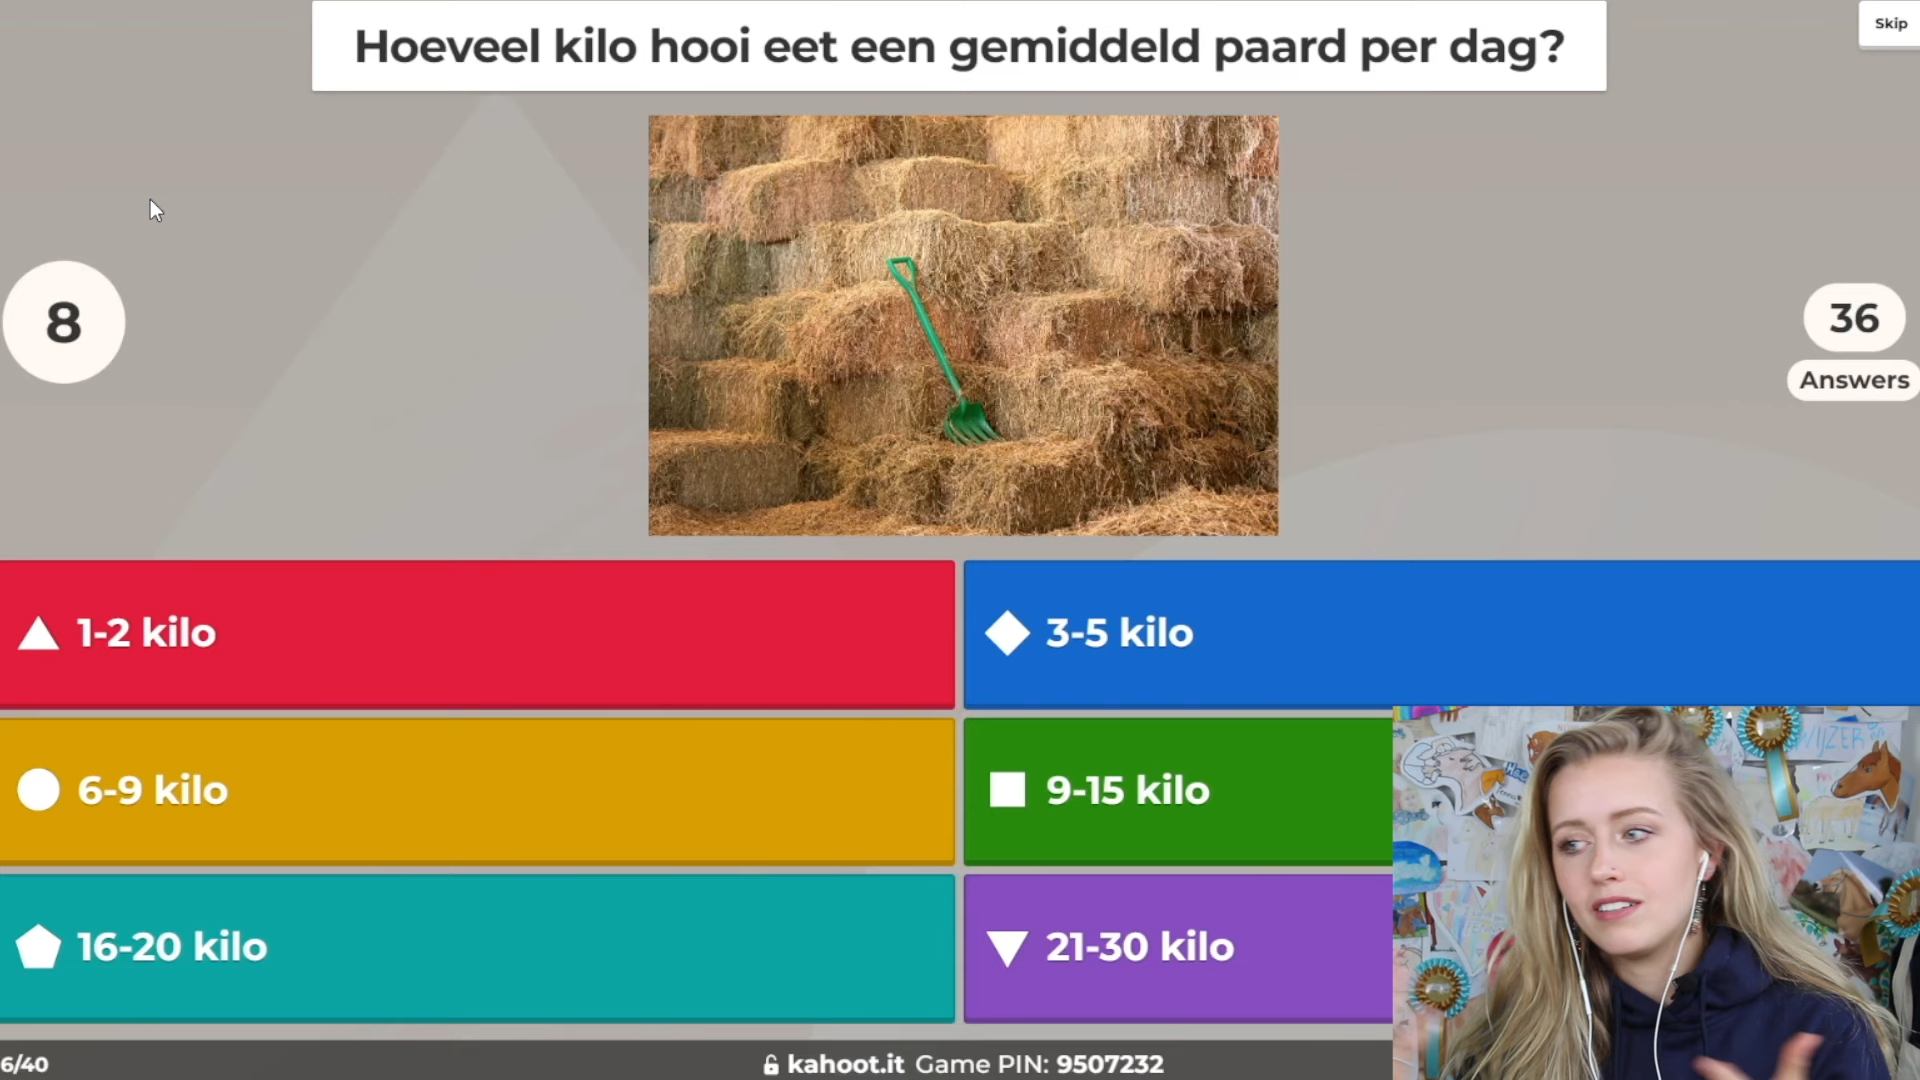 Hoeveel kilo hooi eet een gemiddeld paard per dag?
Skip
8
36
Answers
1-2 kilo
3-5 kilo
6-9 kilo
9-15 kilo
16-20 kilo
21-30 kilo
WIJZER
6/40
kahoot.it Game PIN: 9507232